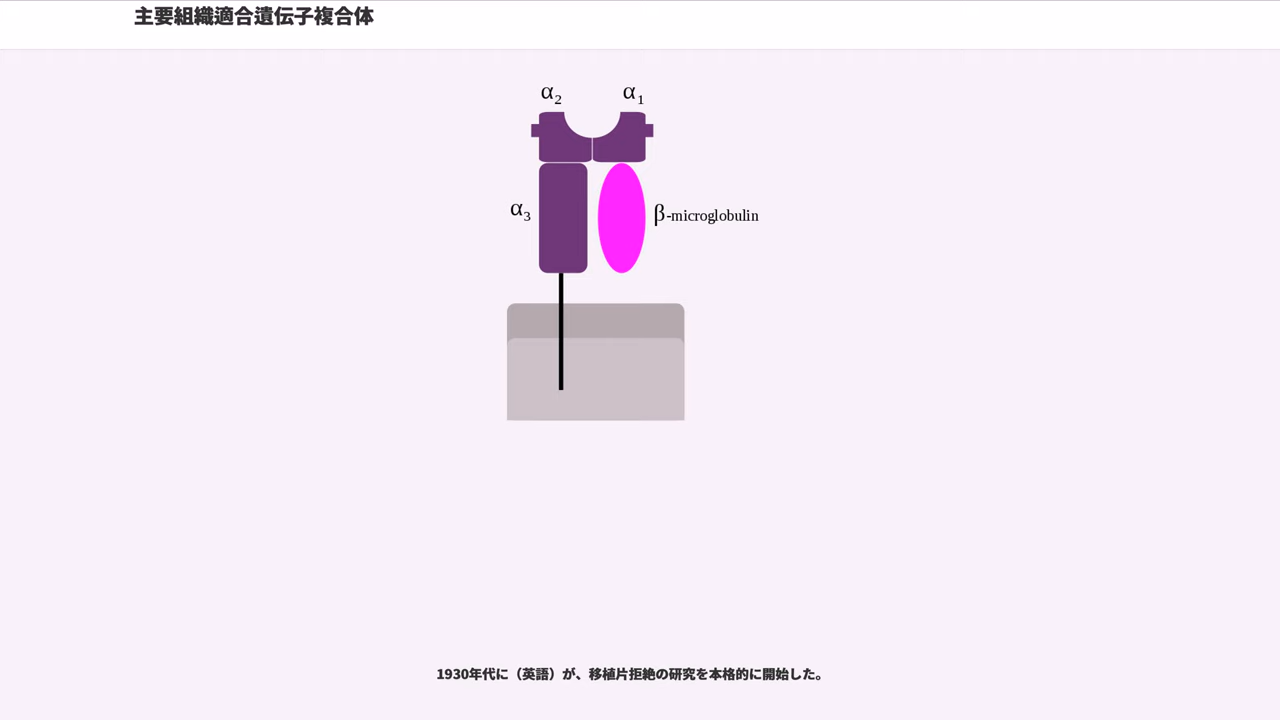 主要組織適合遺伝子複合体
α2 α1
α3
β-microglobulin
1930年代に（英語）が、移植片拒絶の研究を本格的に開始した。